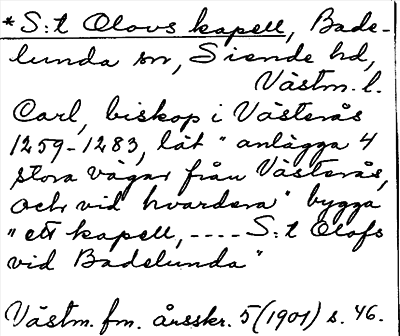 *S:t Olovs kapell, Bade-
lunda sn, Siende hd,
Västm. l.
Carl, biskop i Västerås
1259-1283, lät "anlägga 4
stora vägar från Västerås,
och vid hvardera" bygga
"ett kapell, ---- S:t Olofs
vid Badelunda"
Västm. fm. årsskr. 5(1901) s. 46.